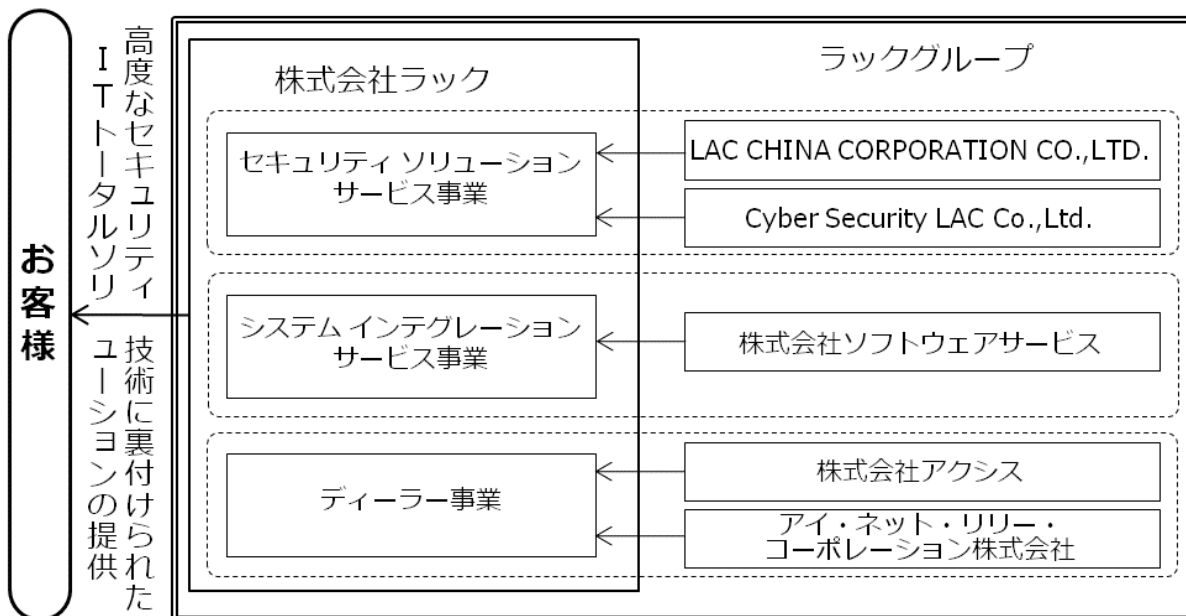 お客様
高度なセキュリティ技術に裏付けられた
ITトータルソリューションの提供
ラックグループ
株式会社ラック
セキュリティ ソリューション
サービス事業
LAC CHINA CORPORATION CO.,LTD.
Cyber Security LAC Co.,Ltd.
システム インテグレーション
サービス事業
株式会社ソフトウェアサービス
ディーラー事業
株式会社アクシス
アイ・ネット・リリー・
コーポレーション株式会社